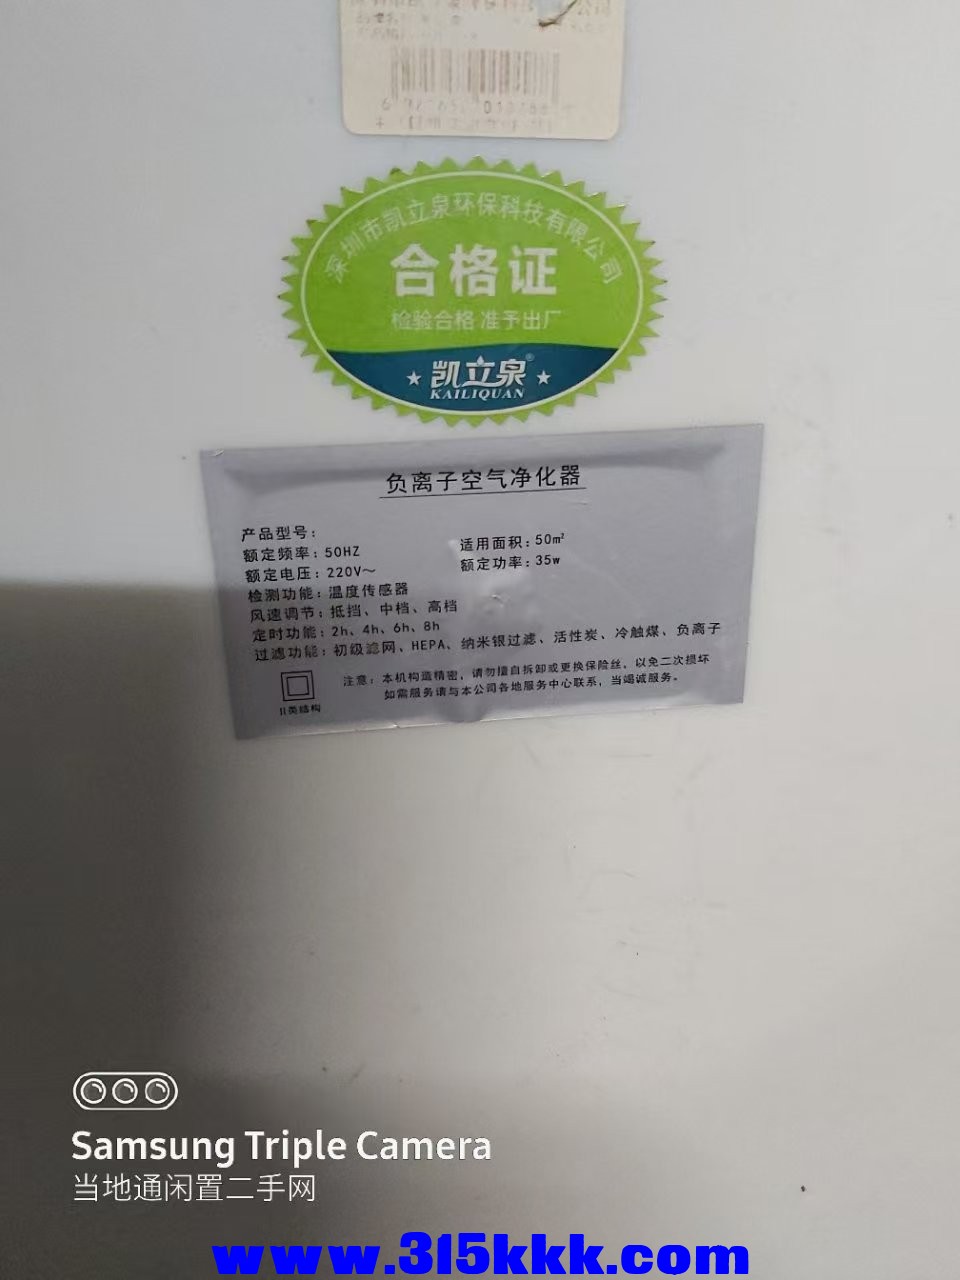 公司
深圳市凯立泉环保科技有限公司
合格证
检验合格 准予出厂
凯立泉®
KAILIQUAN
负离子空气净化器
产品型号：
额定频率：50HZ 适用面积：50m²
额定电压：220V～ 额定功率：35w
检测功能：温度传感器
风速调节：抵挡、中档、高档
定时功能：2h、4h、6h、8h
过滤功能：初级滤网、HEPA、纳米银过滤、活性炭、冷触煤、负离子
注意：本机构造精密，请勿擅自拆卸或更换保险丝，以免二次损坏
如需服务请与本公司各地服务中心联系，当竭诚服务。
II类结构
Samsung Triple Camera
当地通闲置二手网
www.315kkk.com